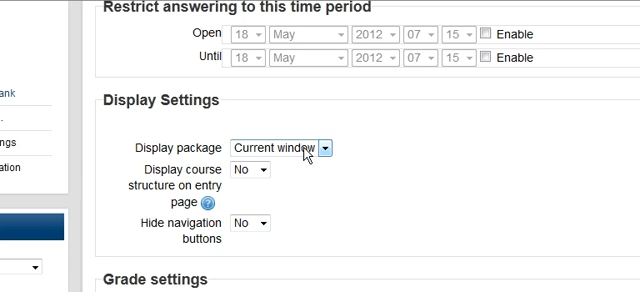 Restrict answering to this time period
Open 18 May 2012 07 15 Enable
Until 18 May 2012 07 15 Enable
ank
.
ngs
ation
Display Settings
Display package Current window
Display course structure on entry page No
Hide navigation buttons No
Grade settings